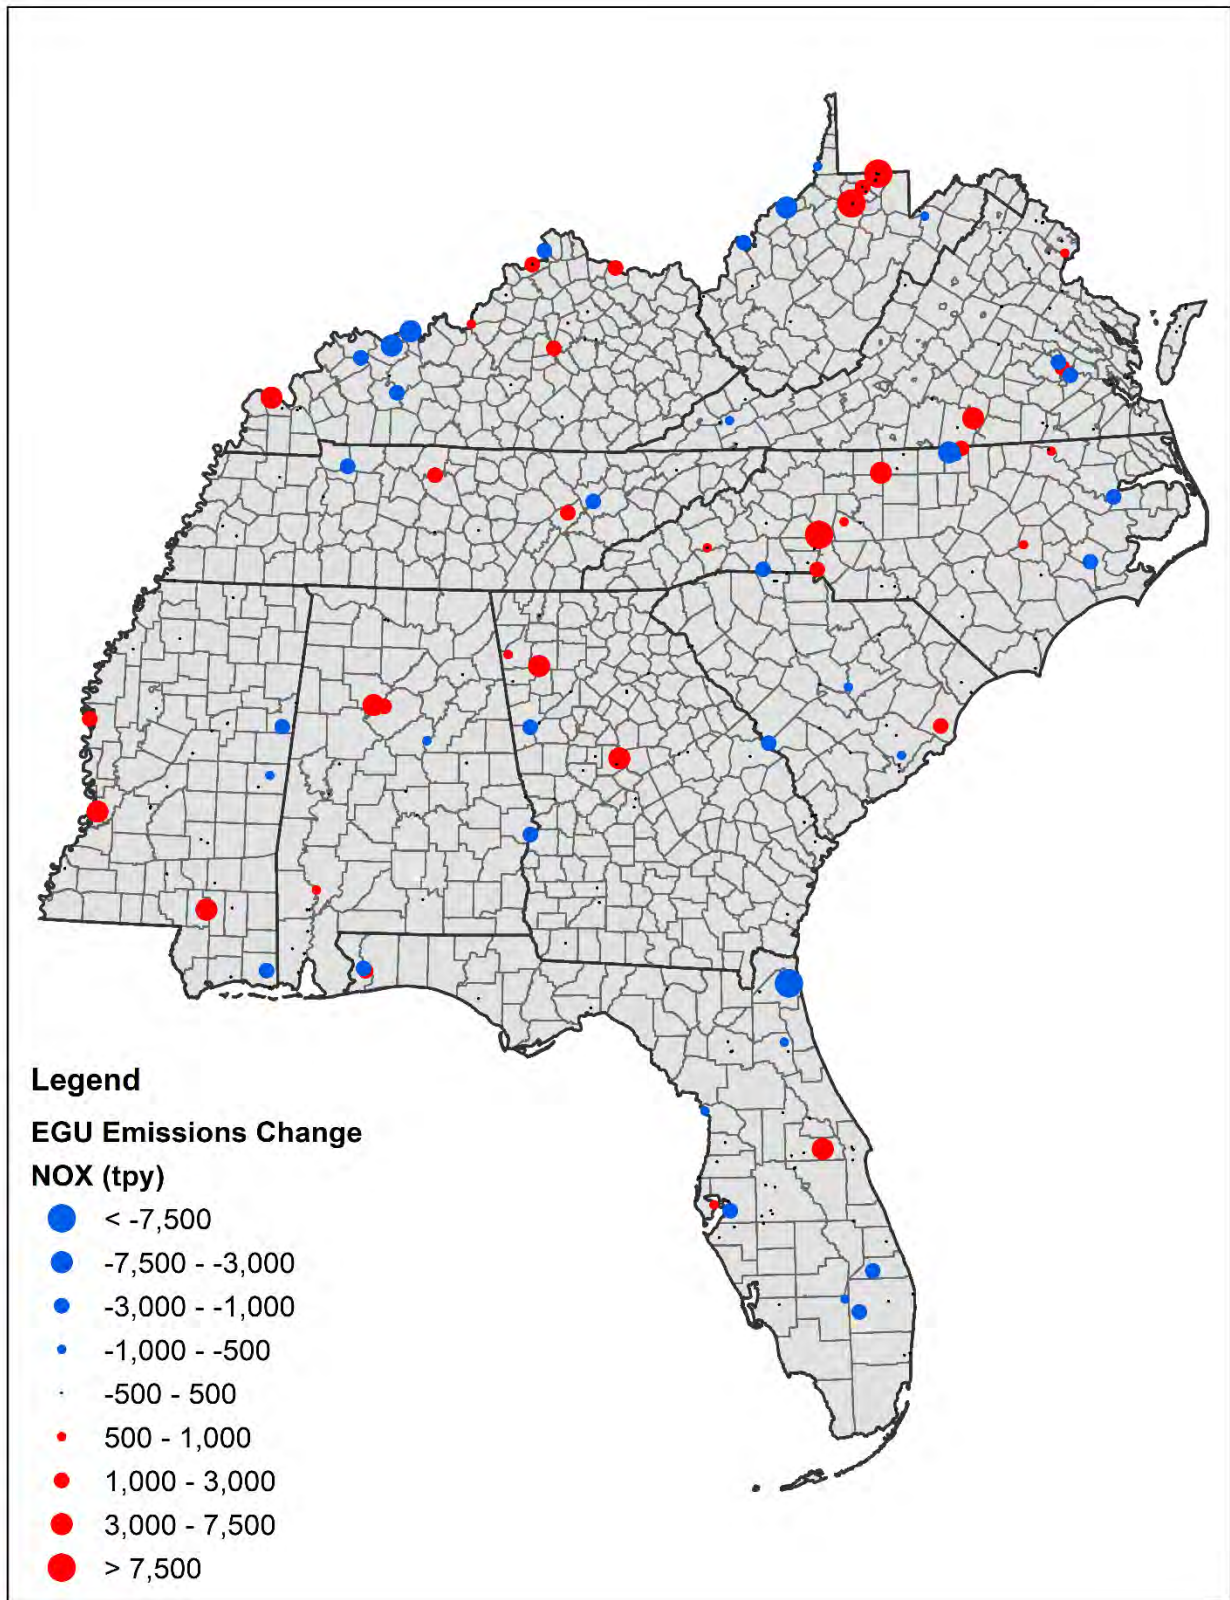 Legend
EGU Emissions Change
NOX (tpy)
< -7,500
-7,500 - -3,000
-3,000 - -1,000
-1,000 - -500
-500 - 500
500 - 1,000
1,000 - 3,000
3,000 - 7,500
> 7,500